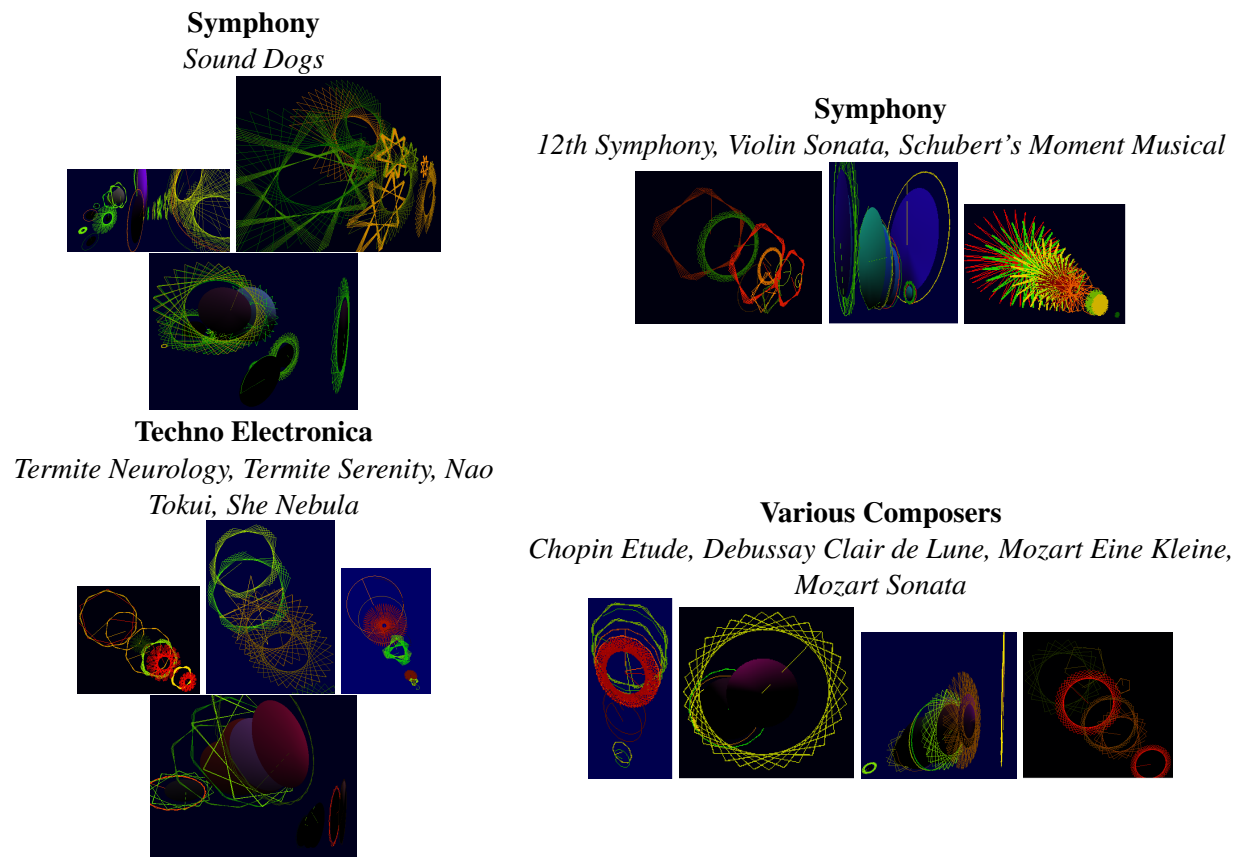 Symphony
Sound Dogs
Symphony
12th Symphony, Violin Sonata, Schubert's Moment Musical
Techno Electronica
Termite Neurology, Termite Serenity, Nao
Tokui, She Nebula
Various Composers
Chopin Etude, Debussay Clair de Lune, Mozart Eine Kleine,
Mozart Sonata